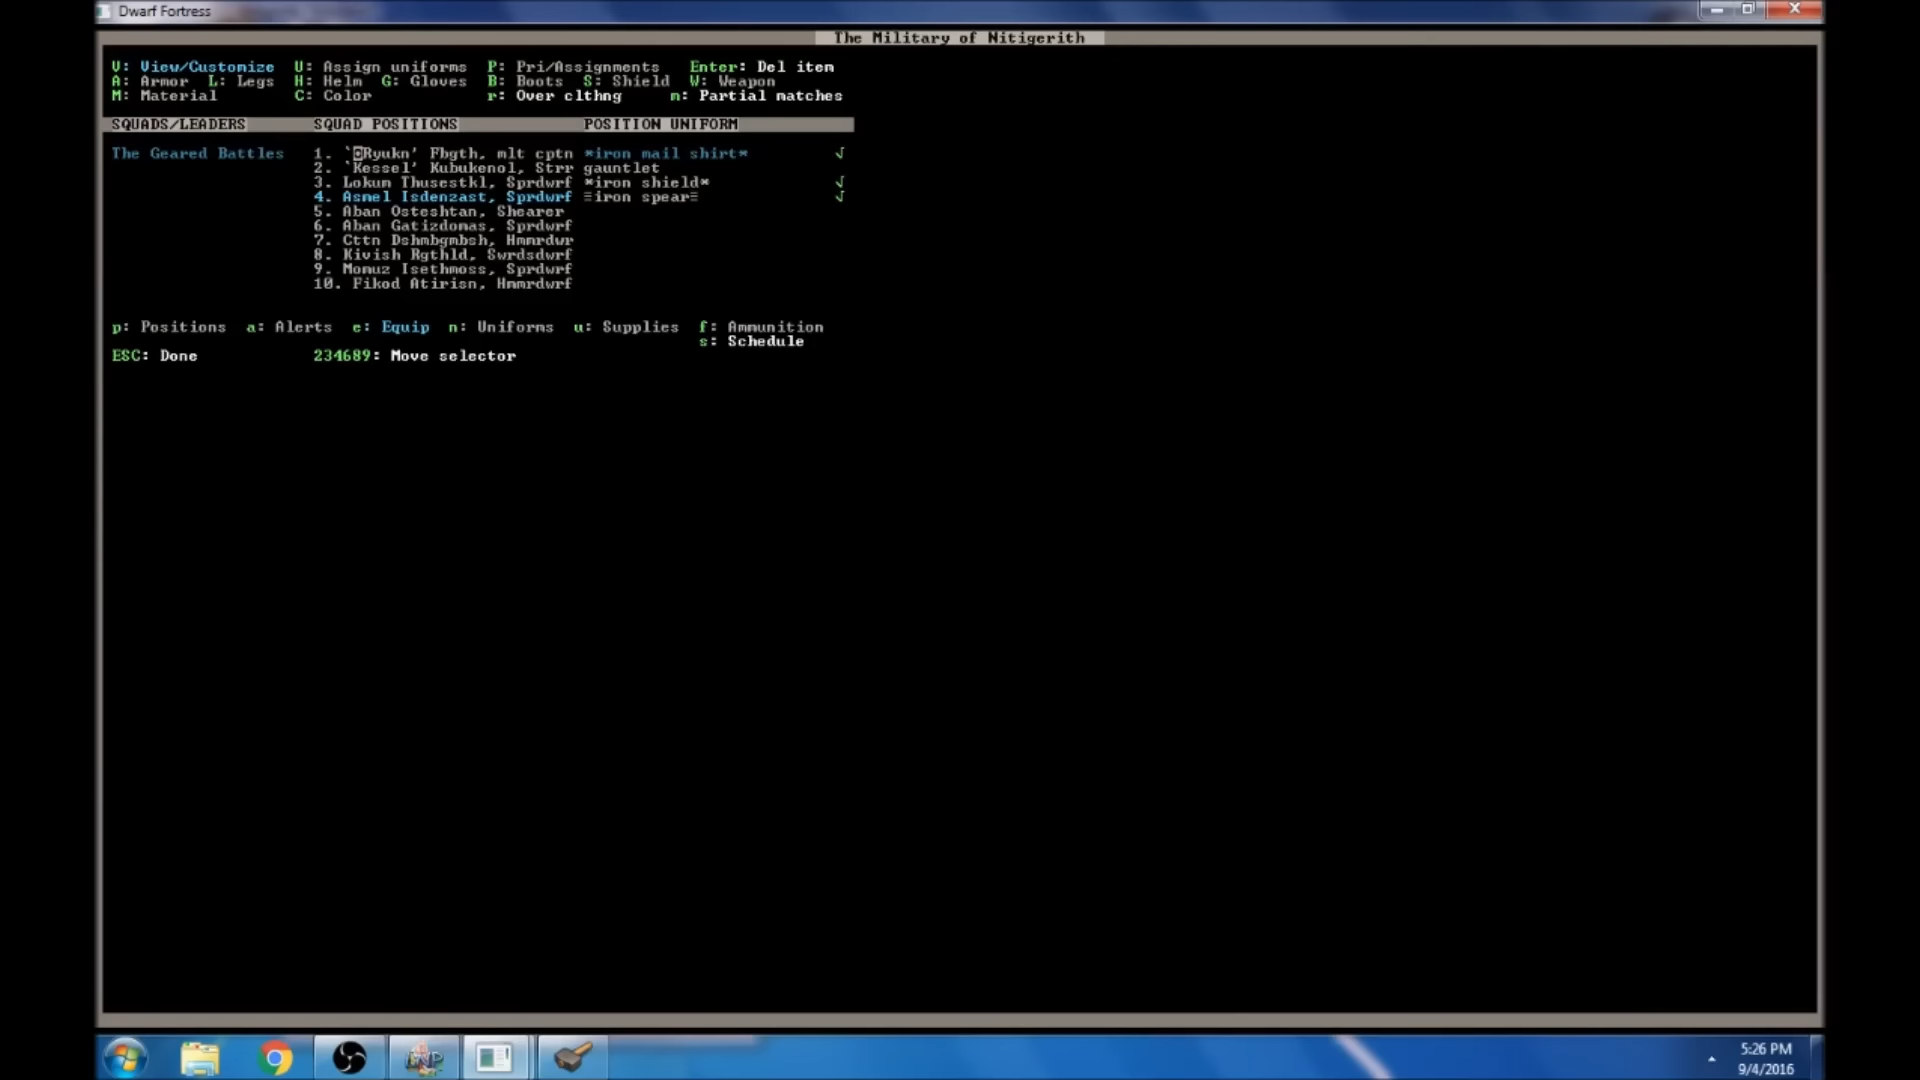 Dwarf Fortress
The Military of Nitigerith
V: View/Customize U: Assign uniforms P: Pri/Assignments Enter: Del item
A: Armor L: Legs H: Helm G: Gloves B: Boots S: Shield W: Weapon
M: Material C: Color r: Over clthng m: Partial matches
SQUADS/LEADERS SQUAD POSITIONS POSITION UNIFORM
The Geared Battles 1. `◘Ryukn' Fbgth, mlt cptn *iron mail shirt* √
2. `Kessel' Kubukenol, Strr gauntlet
3. Lokum Thusestkl, Sprdwrf *iron shield* √
4. Asmel Isdenzast, Sprdwrf ≡iron spear≡ √
5. Aban Osteshtan, Shearer
6. Aban Gatizdomas, Sprdwrf
7. Cttn Dshmbgmbsh, Hmmrdwr
8. Kivish Rgthld, Swrdsdwrf
9. Momuz Isethmoss, Sprdwrf
10. Fikod Atirisn, Hmmrdwrf
p: Positions a: Alerts e: Equip n: Uniforms u: Supplies f: Ammunition
s: Schedule
ESC: Done 234689: Move selector
5:26 PM
9/4/2016